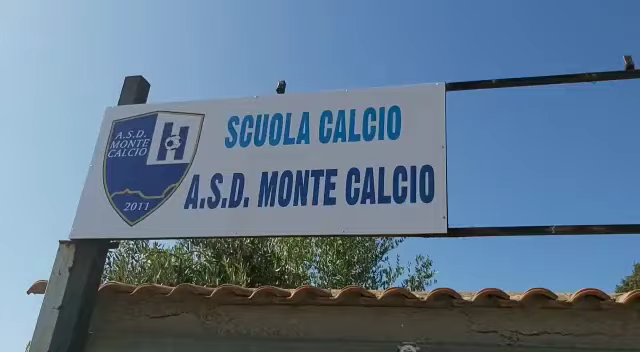 A.S.D.
MONTE
CALCIO
2011
SCUOLA CALCIO
A.S.D. MONTE CALCIO